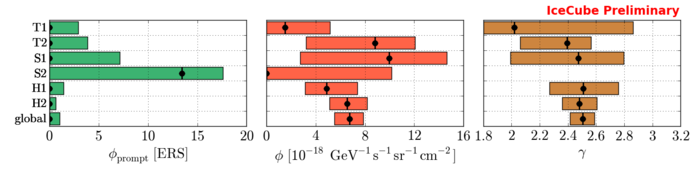 IceCube Preliminary
T1
T2
S1
S2
H1
H2
global
0 5 10 15 20
0 4 8 12 16
1.8 2 2.2 2.4 2.6 2.8 3 3.2
ϕprompt [ERS]
ϕ [10⁻¹⁸ GeV⁻¹ s⁻¹ sr⁻¹ cm⁻²]
γ